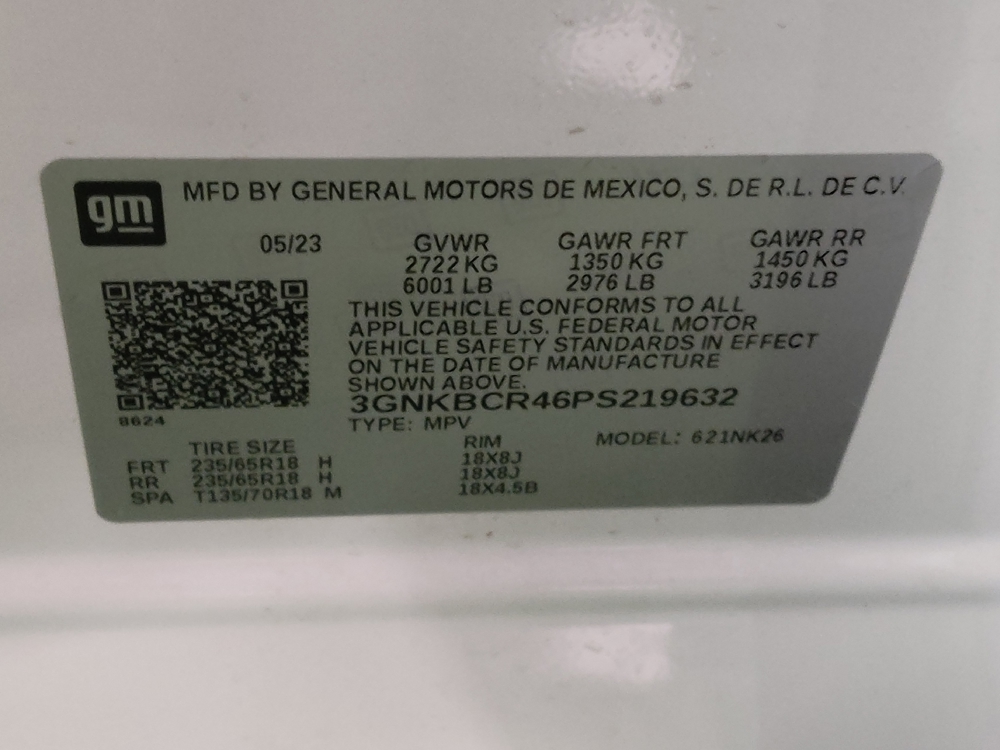 gm
MFD BY GENERAL MOTORS DE MEXICO, S. DE R.L. DE C.V.
05/23 GVWR GAWR FRT GAWR RR
2722 KG 1350 KG 1450 KG
6001 LB 2976 LB 3196 LB
THIS VEHICLE CONFORMS TO ALL
APPLICABLE U.S. FEDERAL MOTOR
VEHICLE SAFETY STANDARDS IN EFFECT
ON THE DATE OF MANUFACTURE
SHOWN ABOVE.
3GNKBCR46PS219632
8624
TYPE: MPV
MODEL: 621NK26
TIRE SIZE RIM
FRT 235/65R18 H 18X8J
RR 235/65R18 H 18X8J
SPA T135/70R18 M 18X4.5B